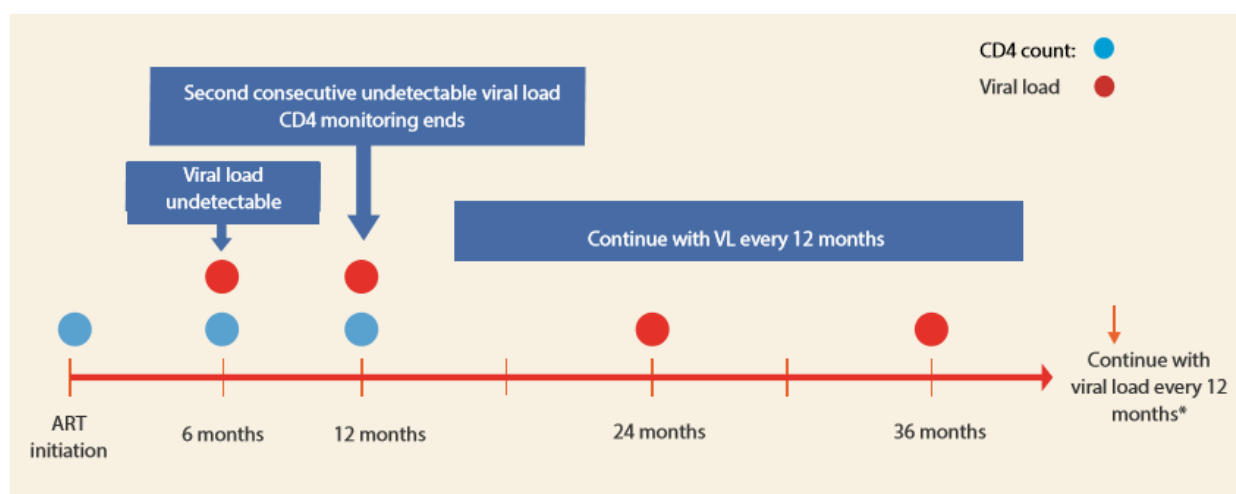 CD4 count:
Viral load
Second consecutive undetectable viral load
CD4 monitoring ends
Viral load
undetectable
Continue with VL every 12 months
ART
initiation
6 months
12 months
24 months
36 months
Continue with
viral load every 12
months*